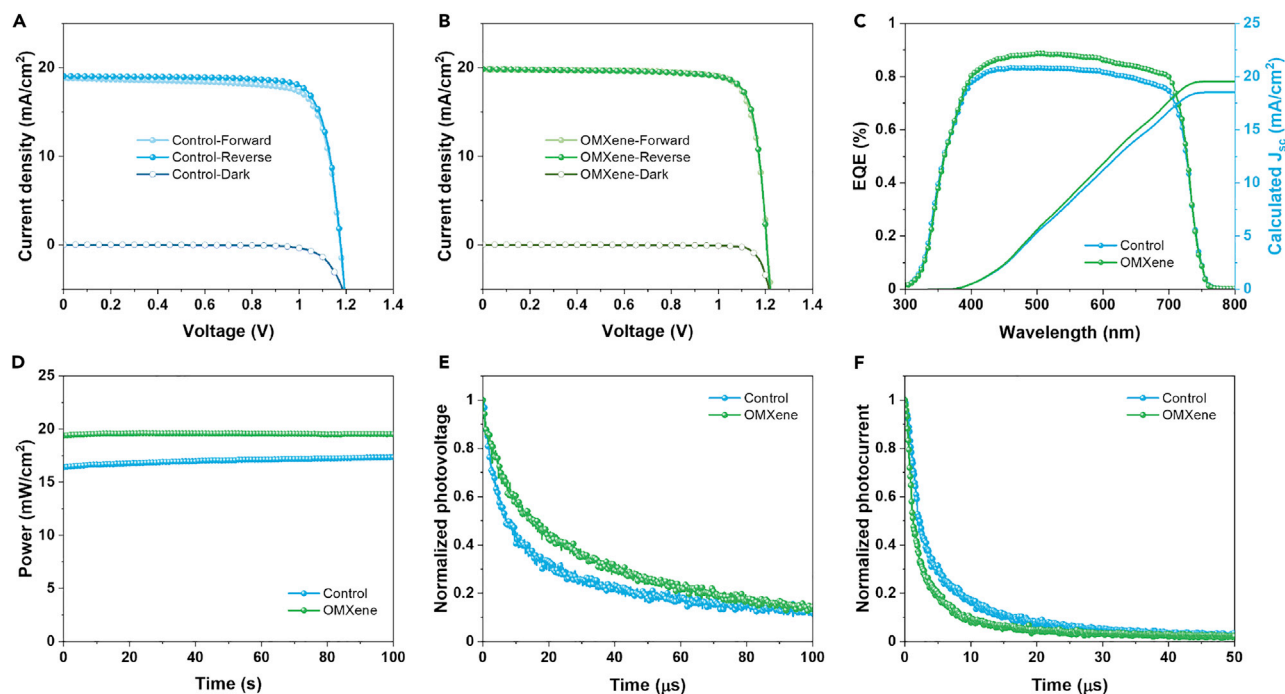 A
Current density (mA/cm²)
20
10
0
Control-Forward
Control-Reverse
Control-Dark
0 0.2 0.4 0.6 0.8 1 1.2 1.4
Voltage (V)
B
Current density (mA/cm²)
20
10
0
OMXene-Forward
OMXene-Reverse
OMXene-Dark
0 0.2 0.4 0.6 0.8 1 1.2 1.4
Voltage (V)
C
EQE (%)
1
0.8
0.6
0.4
0.2
0
Control
OMXene
25
20
15
10
5
0
Calculated Jsc (mA/cm²)
300 400 500 600 700 800
Wavelength (nm)
D
Power (mW/cm²)
25
20
15
10
5
0
Control
OMXene
0 20 40 60 80 100
Time (s)
E
Normalized photovoltage
1
0.8
0.6
0.4
0.2
0
Control
OMXene
0 20 40 60 80 100
Time (μs)
F
Normalized photocurrent
1
0.8
0.6
0.4
0.2
0
Control
OMXene
0 10 20 30 40 50
Time (μs)